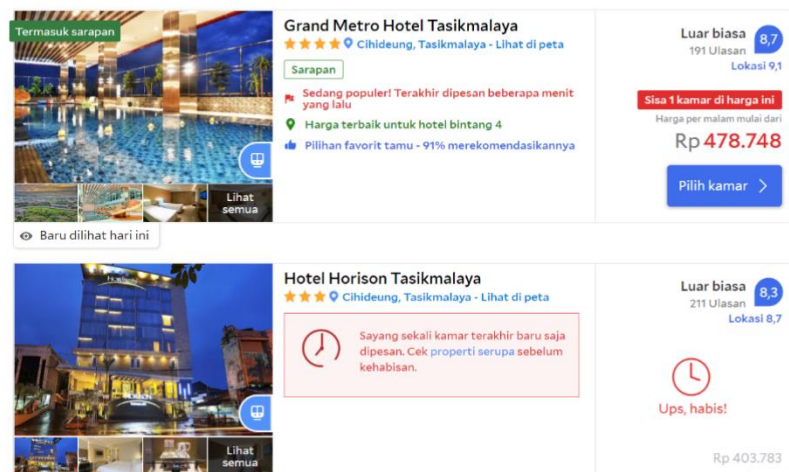 Termasuk sarapan
Grand Metro Hotel Tasikmalaya
Cihideung, Tasikmalaya - Lihat di peta
Sarapan
Sedang populer! Terakhir dipesan beberapa menit
yang lalu
Harga terbaik untuk hotel bintang 4
Pilihan favorit tamu - 91% merekomendasikannya
Lihat
semua
Baru dilihat hari ini
Luar biasa 8,7
191 Ulasan
Lokasi 9,1
Sisa 1 kamar di harga ini
Harga per malam mulai dari
Rp 478.748
Pilih kamar
Hotel Horison Tasikmalaya
Cihideung, Tasikmalaya - Lihat di peta
Sayang sekali kamar terakhir baru saja
dipesan. Cek properti serupa sebelum
kehabisan.
Lihat
semua
Luar biasa 8,3
211 Ulasan
Lokasi 8,7
Ups, habis!
Rp 403.783